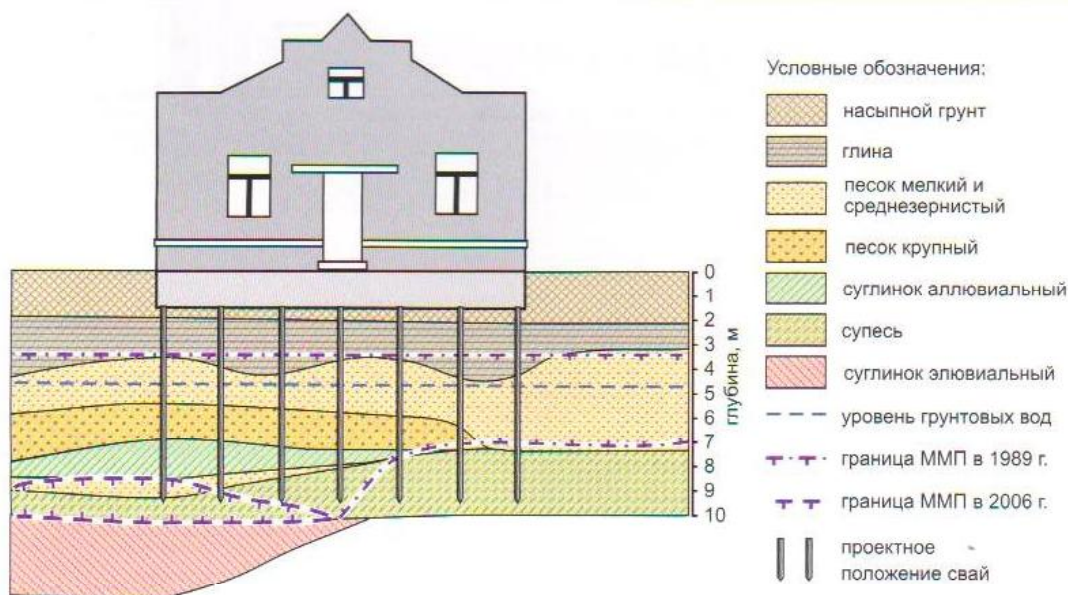 Условные обозначения:
насыпной грунт
глина
песок мелкий и
среднезернистый
песок крупный
суглинок аллювиальный
супесь
суглинок элювиальный
уровень грунтовых вод
граница ММП в 1989 г.
граница ММП в 2006 г.
проектное
положение свай
0
1
2
3
4
5
6
7
8
9
10
глубина, м